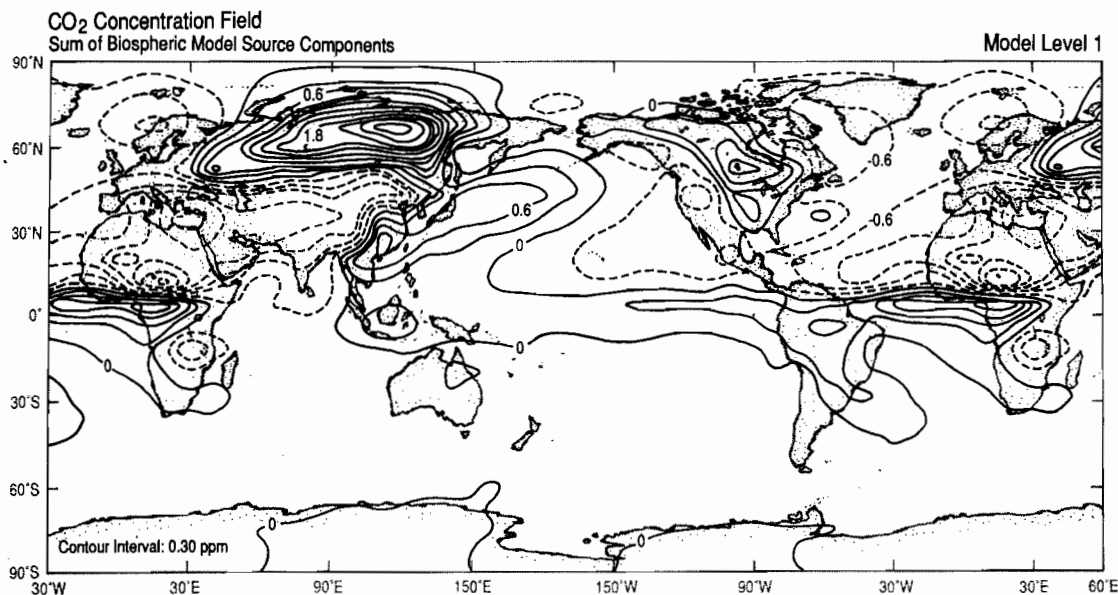 CO₂ Concentration Field
Sum of Biospheric Model Source Components
Model Level 1
90°N
60°N
30°N
0°
30°S
60°S
90°S
0.6
1.8
0.6
0
0
0
0
-0.6
-0.6
0
0
0
Contour Interval: 0.30 ppm
30°W
30°E
90°E
150°E
150°W
90°W
30°W
30°E
60°E